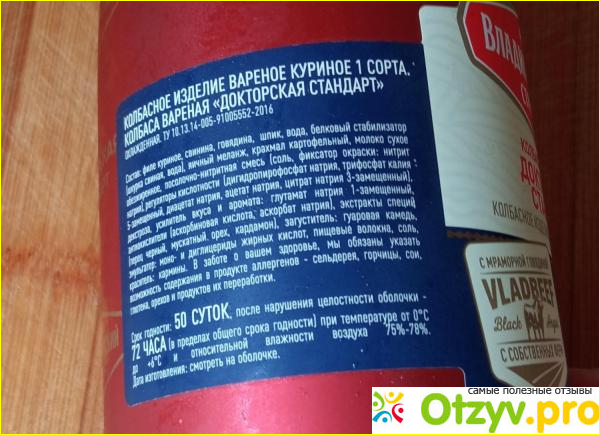 КОЛБАСНОЕ ИЗДЕЛИЕ ВАРЕНОЕ КУРИНОЕ 1 СОРТА.
КОЛБАСА ВАРЕНАЯ «ДОКТОРСКАЯ СТАНДАРТ»
ОХЛАЖДЕННАЯ. ТУ 10.13.14-005-91005552-2016
Состав: филе куриное, свинина, говядина, шпик, вода, белковый стабилизатор
(шкурка свиная, вода), яичный меланж, крахмал картофельный, молоко сухое
обезжиренное, посолочно-нитритная смесь (соль, фиксатор окраски: нитрит
натрия), регуляторы кислотности (дигидропирофосфат натрия, трифосфат калия
5-замещенный, диацетат натрия, ацетат натрия, цитрат натрия 3-замещенный),
декстроза, усилитель вкуса и аромата: глутамат натрия 1-замещенный,
антиокислители (аскорбиновая кислота; аскорбат натрия), экстракты специй
(перец черный, мускатный орех, кардамон), загуститель: гуаровая камедь,
эмульгатор: моно- и диглицериды жирных кислот, пищевые волокна, соль,
краситель: кармины. В заботе о вашем здоровье, мы обязаны указать
возможность содержания в продукте аллергенов - сельдерея, горчицы, сои,
глютена, орехов и продуктов их переработки.
Срок годности: 50 СУТОК, после нарушения целостности оболочки -
72 ЧАСА (в пределах общего срока годности) при температуре от 0°С
до +6°С и относительной влажности воздуха 75%-78%.
Дата изготовления: смотреть на оболочке.
С МРАМОРНОЙ
VLADBEEF
Black Angus
С СОБСТВЕННЫХ
КОЛБАСНОЕ
самые полезные отзывы
Otzyv.pro